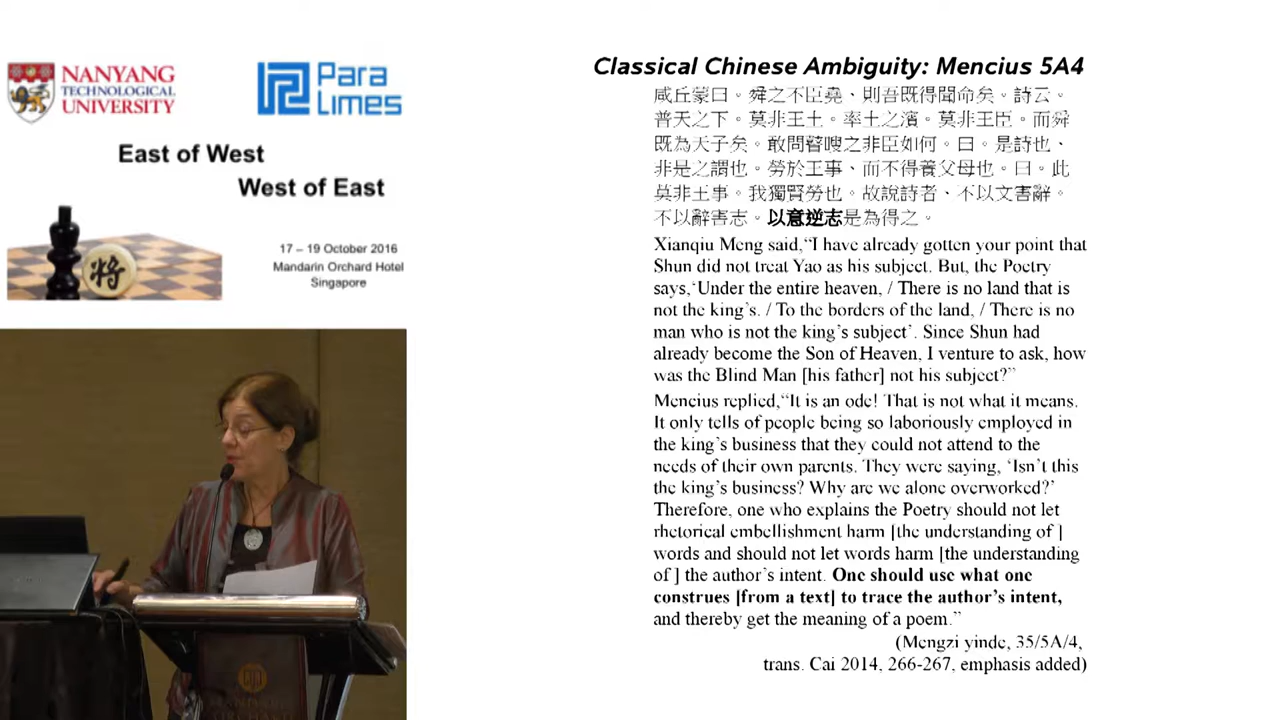 NANYANG
TECHNOLOGICAL
UNIVERSITY
Para
Limes
East of West
West of East
將
17 – 19 October 2016
Mandarin Orchard Hotel
Singapore
Classical Chinese Ambiguity: Mencius 5A4
咸丘蒙曰。舜之不臣堯、則吾既得聞命矣。詩云。
普天之下。莫非王土。率土之濱。莫非王臣。而舜
既為天子矣。敢問瞽瞍之非臣如何。曰。是詩也、
非是之謂也。勞於王事、而不得養父母也。曰。此
莫非王事。我獨賢勞也。故說詩者、不以文害辭。
不以辭害志。以意逆志是為得之。
Xianqiu Meng said,“I have already gotten your point that
Shun did not treat Yao as his subject. But, the Poetry
says,‘Under the entire heaven, / There is no land that is
not the king’s. / To the borders of the land, / There is no
man who is not the king’s subject’. Since Shun had
already become the Son of Heaven, I venture to ask, how
was the Blind Man [his father] not his subject?”
Mencius replied,“It is an ode! That is not what it means.
It only tells of people being so laboriously employed in
the king’s business that they could not attend to the
needs of their own parents. They were saying, ‘Isn’t this
the king’s business? Why are we alone overworked?’
Therefore, one who explains the Poetry should not let
rhetorical embellishment harm [the understanding of ]
words and should not let words harm [the understanding
of ] the author’s intent. One should use what one
construes [from a text] to trace the author’s intent,
and thereby get the meaning of a poem.”
(Mengzi yinde, 35/5A/4,
trans. Cai 2014, 266-267, emphasis added)